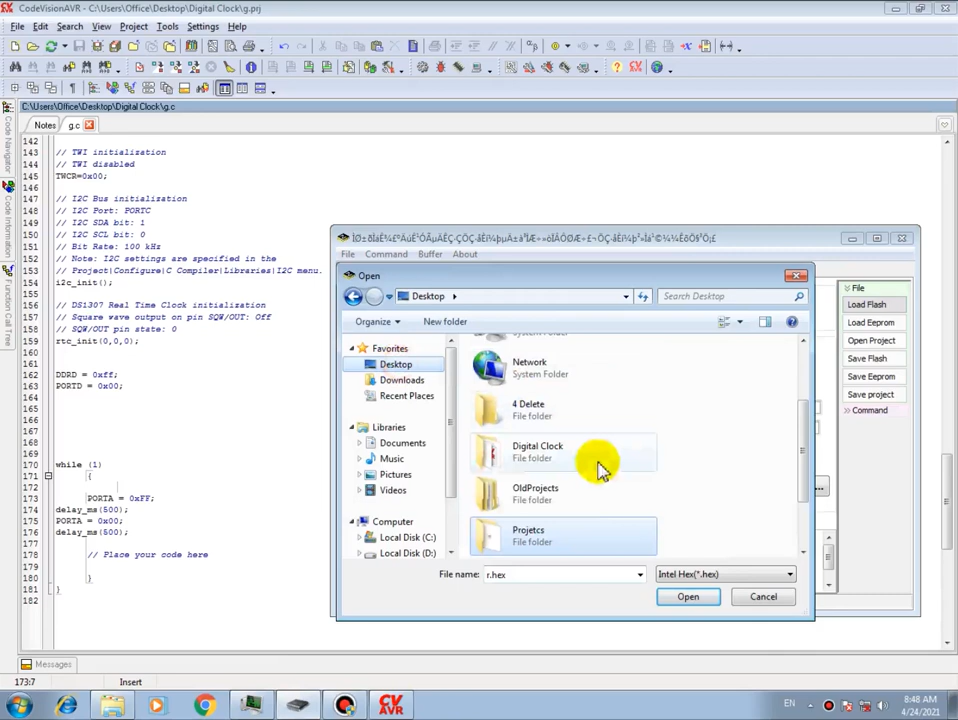 CodeVisionAVR - C:\Users\Office\Desktop\Digital Clock\g.prj
File Edit Search View Project Tools Settings Help
C:\Users\Office\Desktop\Digital Clock\g.c
Notes g.c
Code Navigator
Code Information
Function Call Tree
142
143 // TWI initialization
144 // TWI disabled
145 TWCR=0x00;
146
147 // I2C Bus initialization
148 // I2C Port: PORTC
149 // I2C SDA bit: 1
150 // I2C SCL bit: 0
151 // Bit Rate: 100 kHz
152 // Note: I2C settings are specified in the
153 // Project|Configure|C Compiler|Libraries|I2C menu.
154 i2c_init();
155
156 // DS1307 Real Time Clock initialization
157 // Square wave output on pin SQW/OUT: Off
158 // SQW/OUT pin state: 0
159 rtc_init(0,0,0);
160
161
162 DDRD = 0xff;
163 PORTD = 0x00;
164
165
166
167
168
169
170 while (1)
171 {
172
173 PORTA = 0xFF;
174 delay_ms(500);
175 PORTA = 0x00;
176 delay_ms(500);
177
178 // Place your code here
179
180 }
181 }
182
File Command Buffer About
Open
Desktop
Search Desktop
Organize New folder
Favorites
Desktop
Downloads
Recent Places
Libraries
Documents
Music
Pictures
Videos
Computer
Local Disk (C:)
Local Disk (D:)
System Folder
Network
System Folder
4 Delete
File folder
Digital Clock
File folder
OldProjects
File folder
Projetcs
File folder
File name: r.hex Intel Hex(*.hex)
Open Cancel
File
Load Flash
Load Eeprom
Open Project
Save Flash
Save Eeprom
Save project
Command
...
Messages
173:7 Insert
EN
8:48 AM
4/24/2021